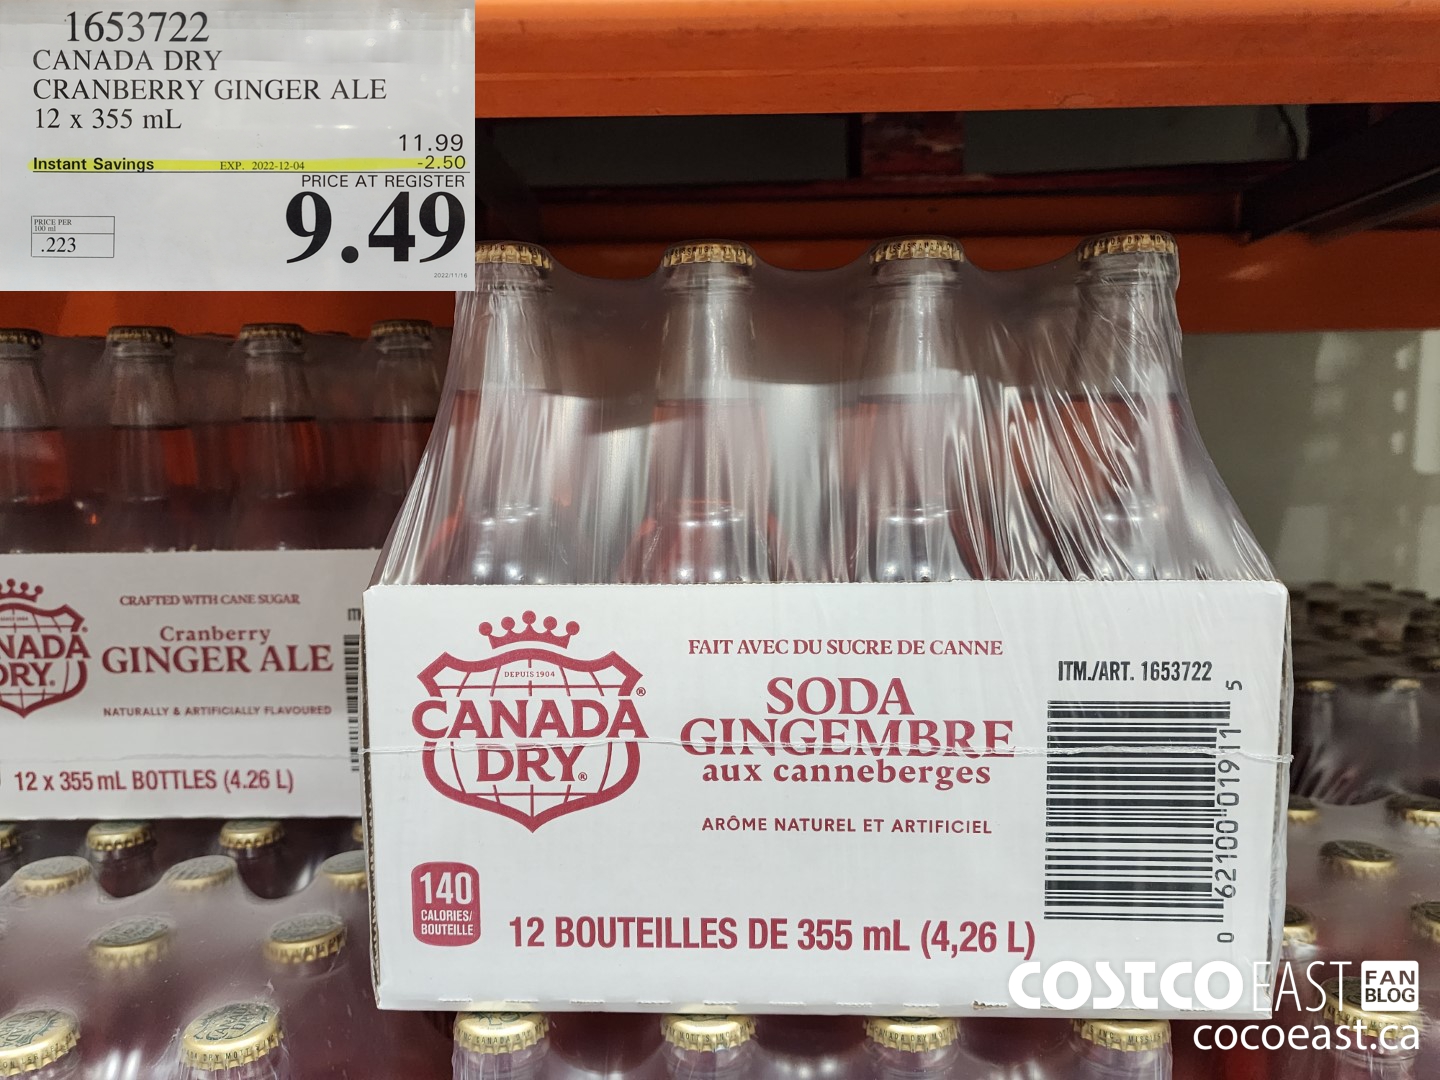 1653722
CANADA DRY
CRANBERRY GINGER ALE
12 x 355 mL
11.99
Instant Savings EXP. 2022-12-04 -2.50
PRICE AT REGISTER
9.49
PRICE PER
100 ml
.223
2022/11/16
CRAFTED WITH CANE SUGAR
Cranberry
GINGER ALE
NATURALLY & ARTIFICIALLY FLAVOURED
12 x 355 mL BOTTLES (4.26 L)
DEPUIS 1904
CANADA
DRY®
FAIT AVEC DU SUCRE DE CANNE
SODA
GINGEMBRE
aux canneberges
ARÔME NATUREL ET ARTIFICIEL
140
CALORIES/
BOUTEILLE
12 BOUTEILLES DE 355 mL (4,26 L)
ITM./ART. 1653722
0 62100 01911 5
COSTCO EAST FAN
BLOG
cocoeast.ca